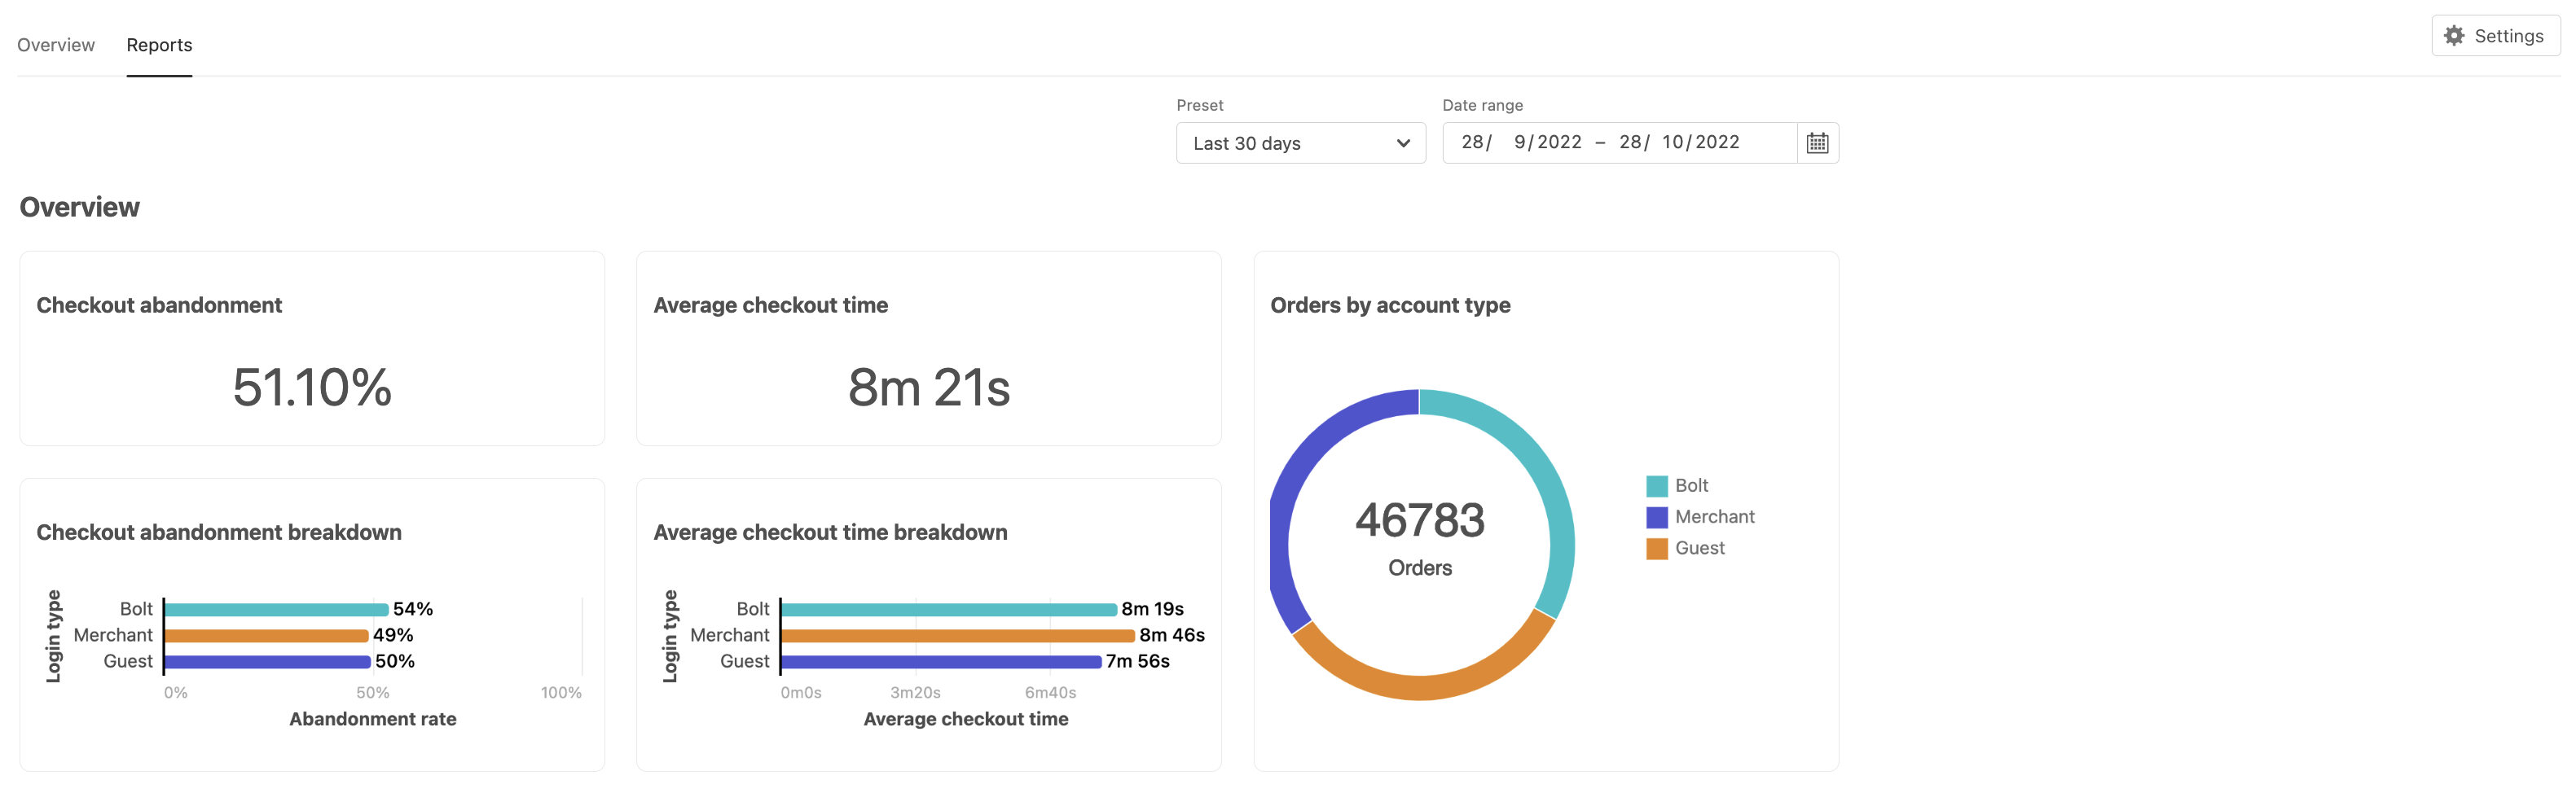 Overview
Reports
Settings
Preset
Date range
Last 30 days
28/ 9/2022 – 28/ 10/2022
Overview
Checkout abandonment
51.10%
Average checkout time
8m 21s
Orders by account type
46783
Orders
Bolt
Merchant
Guest
Checkout abandonment breakdown
Login type
Bolt 54%
Merchant 49%
Guest 50%
0% 50% 100%
Abandonment rate
Average checkout time breakdown
Login type
Bolt 8m 19s
Merchant 8m 46s
Guest 7m 56s
0m0s 3m20s 6m40s
Average checkout time